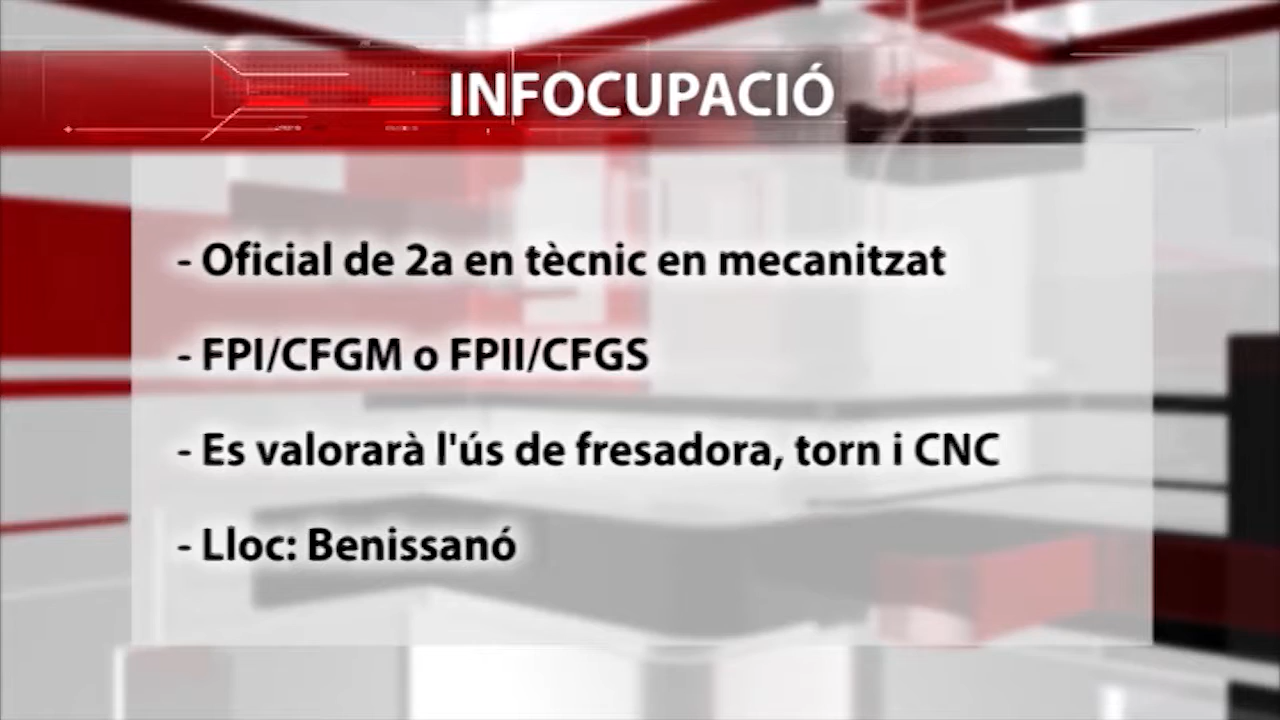 INFOCUPACIÓ
- Oficial de 2a en tècnic en mecanitzat
- FPI/CFGM o FPII/CFGS
- Es valorarà l'ús de fresadora, torn i CNC
- Lloc: Benissanó